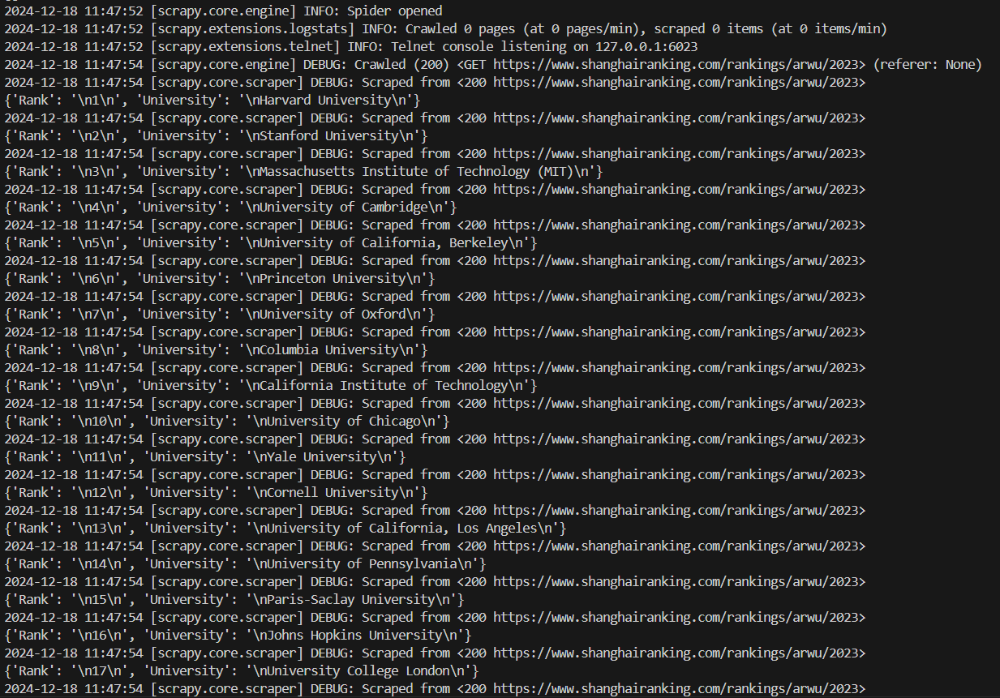 2024-12-18 11:47:52 [scrapy.core.engine] INFO: Spider opened
2024-12-18 11:47:52 [scrapy.extensions.logstats] INFO: Crawled 0 pages (at 0 pages/min), scraped 0 items (at 0 items/min)
2024-12-18 11:47:52 [scrapy.extensions.telnet] INFO: Telnet console listening on 127.0.0.1:6023
2024-12-18 11:47:54 [scrapy.core.engine] DEBUG: Crawled (200) <GET https://www.shanghairanking.com/rankings/arwu/2023> (referer: None)
2024-12-18 11:47:54 [scrapy.core.scraper] DEBUG: Scraped from <200 https://www.shanghairanking.com/rankings/arwu/2023>
{'Rank': '\n1\n', 'University': '\nHarvard University\n'}
2024-12-18 11:47:54 [scrapy.core.scraper] DEBUG: Scraped from <200 https://www.shanghairanking.com/rankings/arwu/2023>
{'Rank': '\n2\n', 'University': '\nStanford University\n'}
2024-12-18 11:47:54 [scrapy.core.scraper] DEBUG: Scraped from <200 https://www.shanghairanking.com/rankings/arwu/2023>
{'Rank': '\n3\n', 'University': '\nMassachusetts Institute of Technology (MIT)\n'}
2024-12-18 11:47:54 [scrapy.core.scraper] DEBUG: Scraped from <200 https://www.shanghairanking.com/rankings/arwu/2023>
{'Rank': '\n4\n', 'University': '\nUniversity of Cambridge\n'}
2024-12-18 11:47:54 [scrapy.core.scraper] DEBUG: Scraped from <200 https://www.shanghairanking.com/rankings/arwu/2023>
{'Rank': '\n5\n', 'University': '\nUniversity of California, Berkeley\n'}
2024-12-18 11:47:54 [scrapy.core.scraper] DEBUG: Scraped from <200 https://www.shanghairanking.com/rankings/arwu/2023>
{'Rank': '\n6\n', 'University': '\nPrinceton University\n'}
2024-12-18 11:47:54 [scrapy.core.scraper] DEBUG: Scraped from <200 https://www.shanghairanking.com/rankings/arwu/2023>
{'Rank': '\n7\n', 'University': '\nUniversity of Oxford\n'}
2024-12-18 11:47:54 [scrapy.core.scraper] DEBUG: Scraped from <200 https://www.shanghairanking.com/rankings/arwu/2023>
{'Rank': '\n8\n', 'University': '\nColumbia University\n'}
2024-12-18 11:47:54 [scrapy.core.scraper] DEBUG: Scraped from <200 https://www.shanghairanking.com/rankings/arwu/2023>
{'Rank': '\n9\n', 'University': '\nCalifornia Institute of Technology\n'}
2024-12-18 11:47:54 [scrapy.core.scraper] DEBUG: Scraped from <200 https://www.shanghairanking.com/rankings/arwu/2023>
{'Rank': '\n10\n', 'University': '\nUniversity of Chicago\n'}
2024-12-18 11:47:54 [scrapy.core.scraper] DEBUG: Scraped from <200 https://www.shanghairanking.com/rankings/arwu/2023>
{'Rank': '\n11\n', 'University': '\nYale University\n'}
2024-12-18 11:47:54 [scrapy.core.scraper] DEBUG: Scraped from <200 https://www.shanghairanking.com/rankings/arwu/2023>
{'Rank': '\n12\n', 'University': '\nCornell University\n'}
2024-12-18 11:47:54 [scrapy.core.scraper] DEBUG: Scraped from <200 https://www.shanghairanking.com/rankings/arwu/2023>
{'Rank': '\n13\n', 'University': '\nUniversity of California, Los Angeles\n'}
2024-12-18 11:47:54 [scrapy.core.scraper] DEBUG: Scraped from <200 https://www.shanghairanking.com/rankings/arwu/2023>
{'Rank': '\n14\n', 'University': '\nUniversity of Pennsylvania\n'}
2024-12-18 11:47:54 [scrapy.core.scraper] DEBUG: Scraped from <200 https://www.shanghairanking.com/rankings/arwu/2023>
{'Rank': '\n15\n', 'University': '\nParis-Saclay University\n'}
2024-12-18 11:47:54 [scrapy.core.scraper] DEBUG: Scraped from <200 https://www.shanghairanking.com/rankings/arwu/2023>
{'Rank': '\n16\n', 'University': '\nJohns Hopkins University\n'}
2024-12-18 11:47:54 [scrapy.core.scraper] DEBUG: Scraped from <200 https://www.shanghairanking.com/rankings/arwu/2023>
{'Rank': '\n17\n', 'University': '\nUniversity College London\n'}
2024-12-18 11:47:54 [scrapy.core.scraper] DEBUG: Scraped from <200 https://www.shanghairanking.com/rankings/arwu/2023>